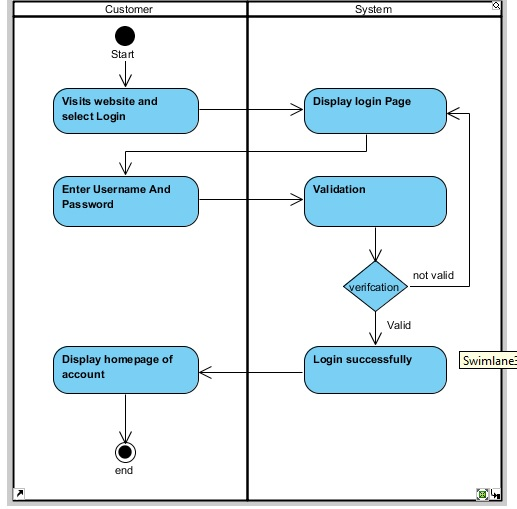 Customer
System
Start
Visits website and
select Login
Display login Page
Enter Username And
Password
Validation
verifcation
not valid
Valid
Display homepage of
account
Login successfully
Swimlane3
end